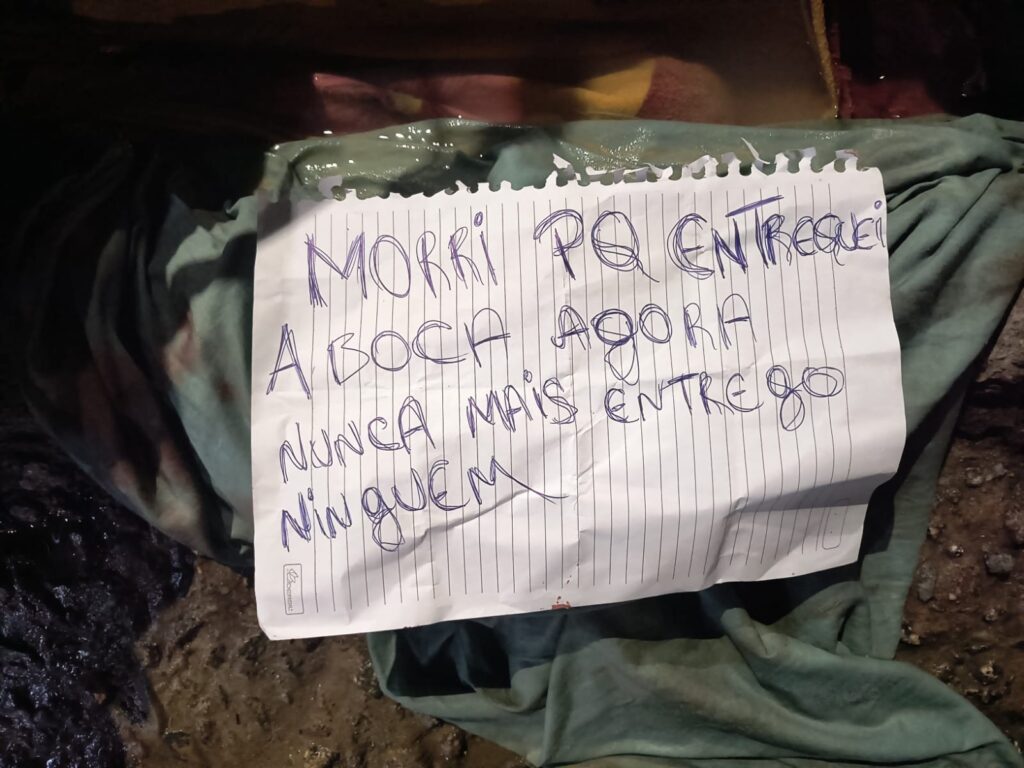 MORRi PQ ENTREGUEi
A BOCA AgORA
NUNCA MAiS ENTREgO
NiNgUEM